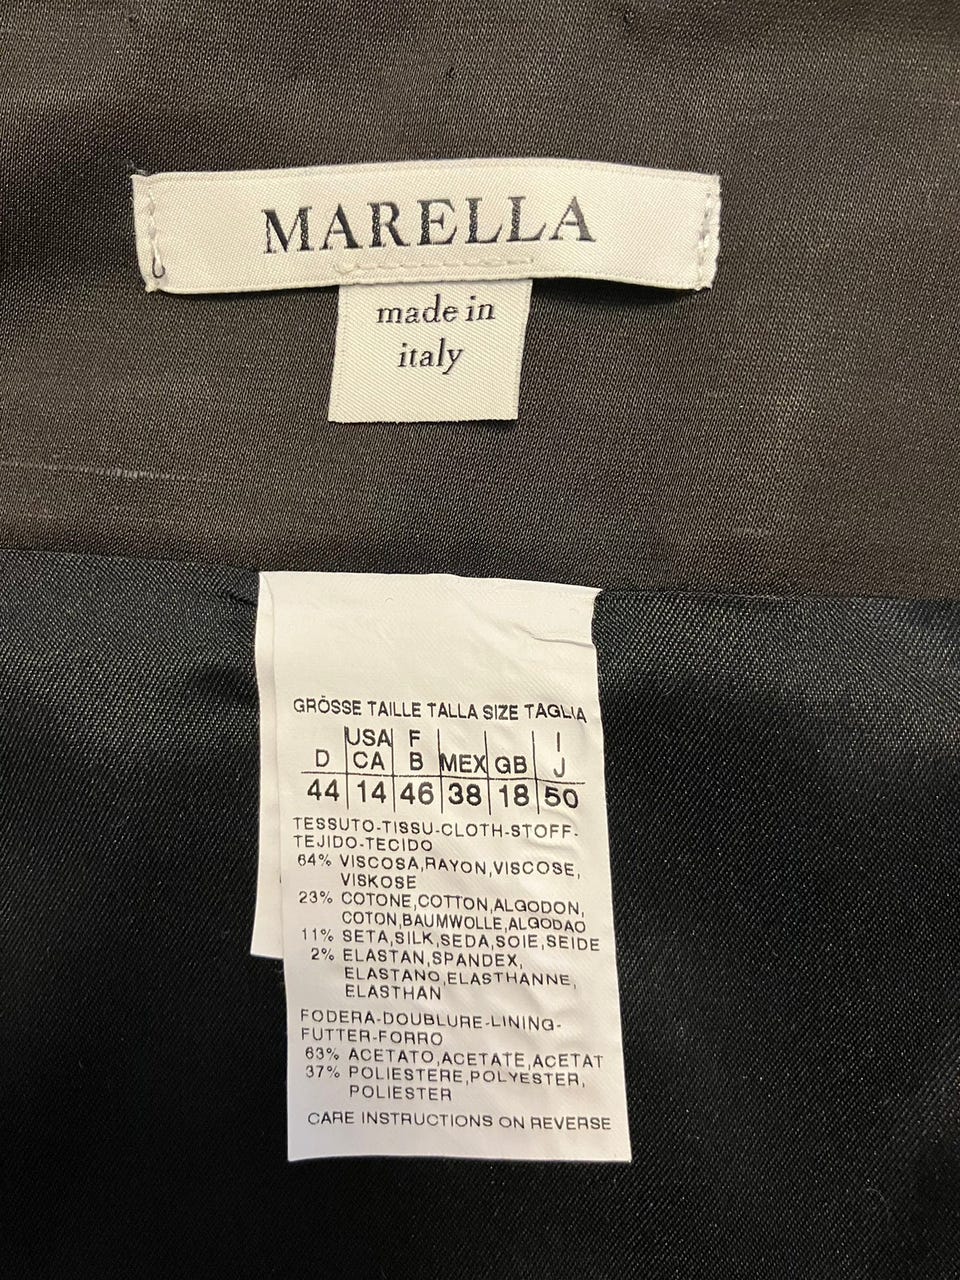 MARELLA
made in
italy
GRÖSSE TAILLE TALLA SIZE TAGLIA
D USA CA F B MEX GB I J
44 14 46 38 18 50
TESSUTO-TISSU-CLOTH-STOFF-
TEJIDO-TECIDO
64% VISCOSA,RAYON,VISCOSE,
VISKOSE
23% COTONE,COTTON,ALGODON,
COTON,BAUMWOLLE,ALGODAO
11% SETA,SILK,SEDA,SOIE,SEIDE
2% ELASTAN,SPANDEX,
ELASTANO,ELASTHANNE,
ELASTHAN
FODERA-DOUBLURE-LINING-
FUTTER-FORRO
63% ACETATO,ACETATE,ACETAT
37% POLIESTERE,POLYESTER,
POLIESTER
CARE INSTRUCTIONS ON REVERSE